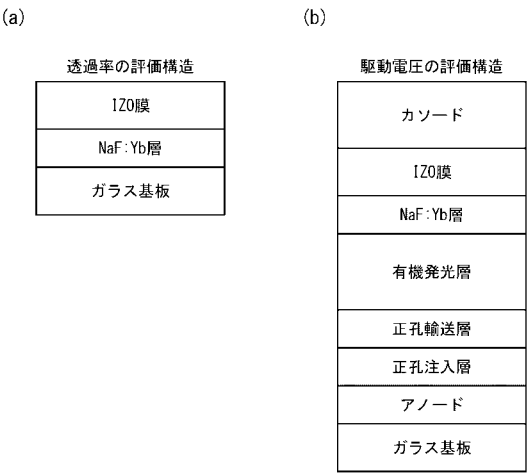 (a)
透過率の評価構造
IZO膜
NaF:Yb層
ガラス基板
(b)
駆動電圧の評価構造
カソード
IZO膜
NaF:Yb層
有機発光層
正孔輸送層
正孔注入層
アノード
ガラス基板